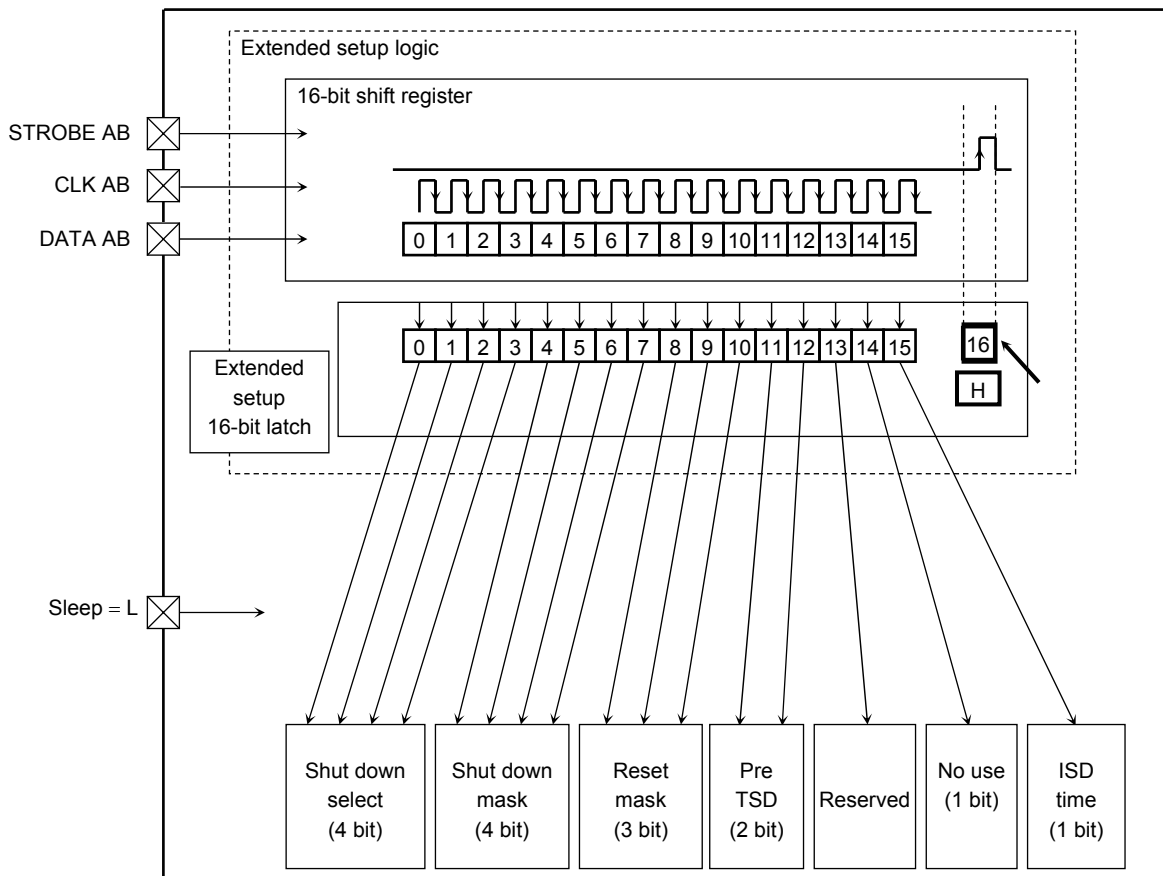 Extended setup logic
16-bit shift register
STROBE AB
CLK AB
DATA AB
0 1 2 3 4 5 6 7 8 9 10 11 12 13 14 15
0 1 2 3 4 5 6 7 8 9 10 11 12 13 14 15 16
H
Extended
setup
16-bit latch
Sleep = L
Shut down
select
(4 bit)
Shut down
mask
(4 bit)
Reset
mask
(3 bit)
Pre
TSD
(2 bit)
Reserved
No use
(1 bit)
ISD
time
(1 bit)